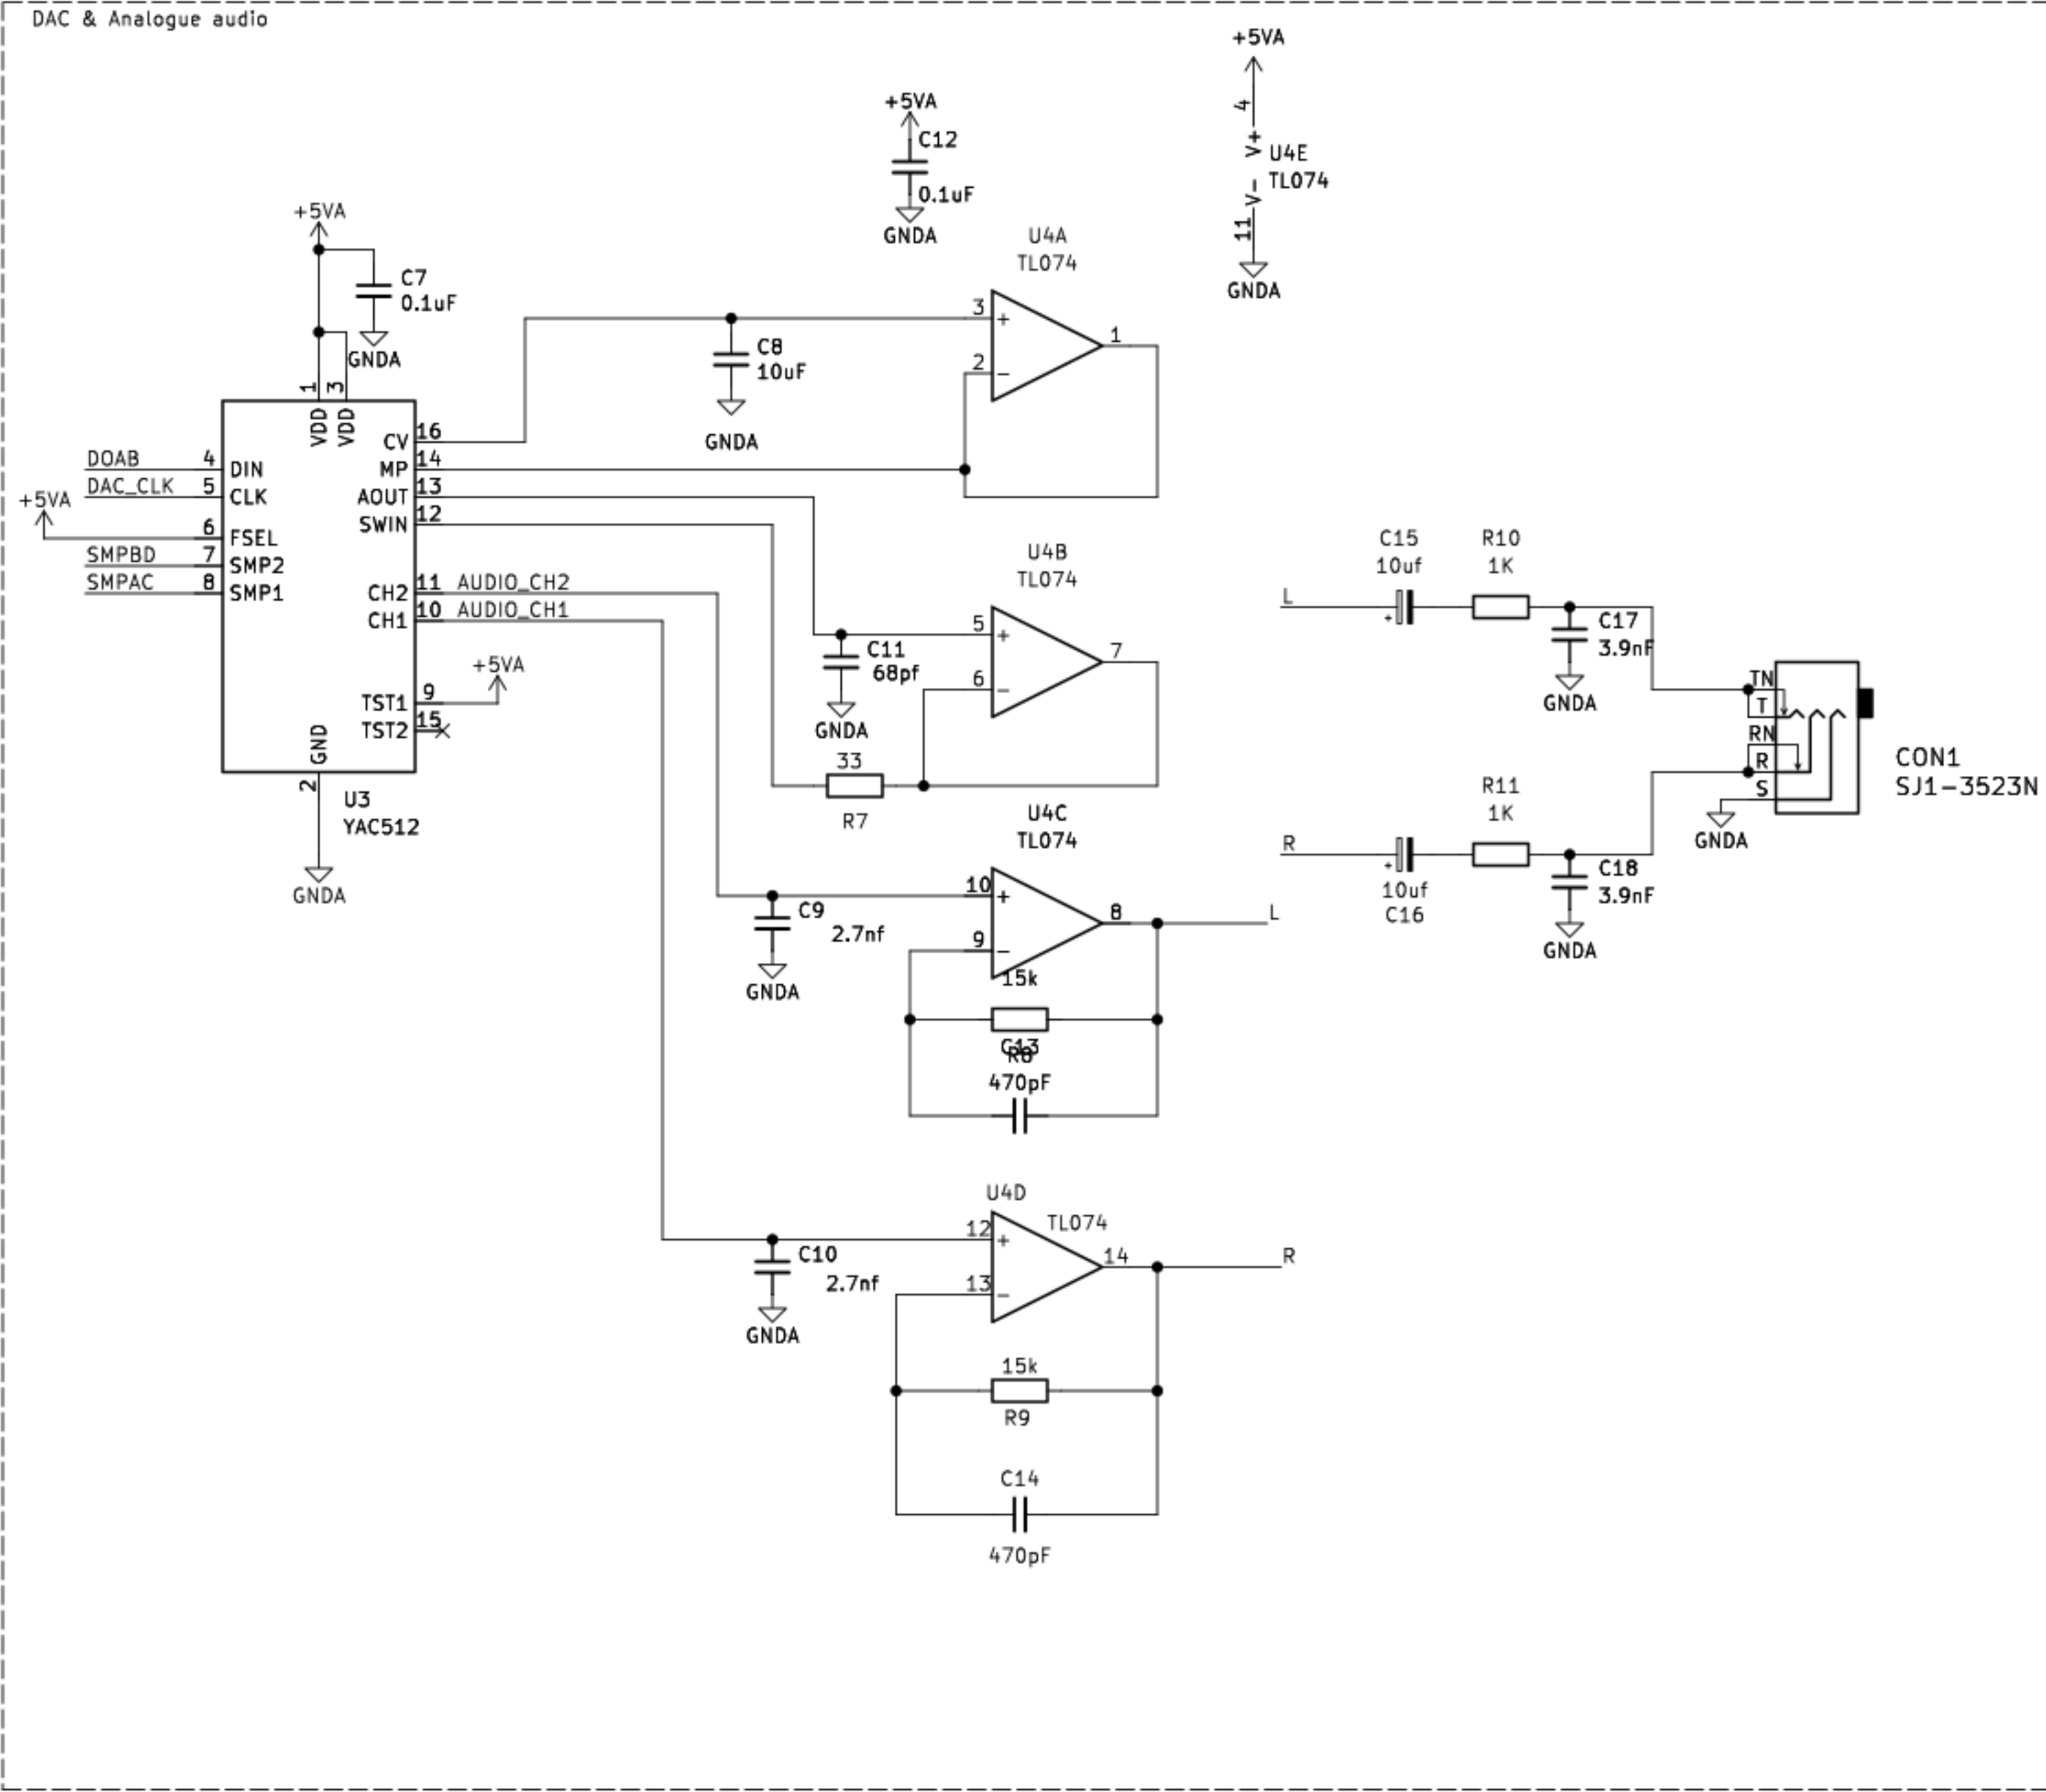 DAC & Analogue audio
+5VA
4
V+
U4E
TL074
V-
11
GNDA
+5VA
C12
0.1uF
GNDA
+5VA
C7
0.1uF
GNDA
U4A
TL074
3
+
2
-
1
C8
10uF
GNDA
1
3
VDD
VDD
CV
16
MP
14
AOUT
13
SWIN
12
CH2
11
AUDIO_CH2
CH1
10
AUDIO_CH1
+5VA
TST1
9
TST2
15
DOAB
4
DIN
DAC_CLK
5
CLK
+5VA
6
FSEL
SMPBD
7
SMP2
SMPAC
8
SMP1
GND
2
U3
YAC512
GNDA
U4B
TL074
5
+
6
-
7
C11
68pf
GNDA
33
R7
U4C
TL074
10
+
9
-
8
L
C9
2.7nf
GNDA
15k
C13
R8
470pF
U4D
TL074
12
+
13
-
14
R
C10
2.7nf
GNDA
15k
R9
C14
470pF
C15
10uf
R10
1K
L
+
C17
3.9nF
GNDA
TN
T
RN
R
S
GNDA
CON1
SJ1-3523N
R11
1K
R
+
10uf
C16
C18
3.9nF
GNDA